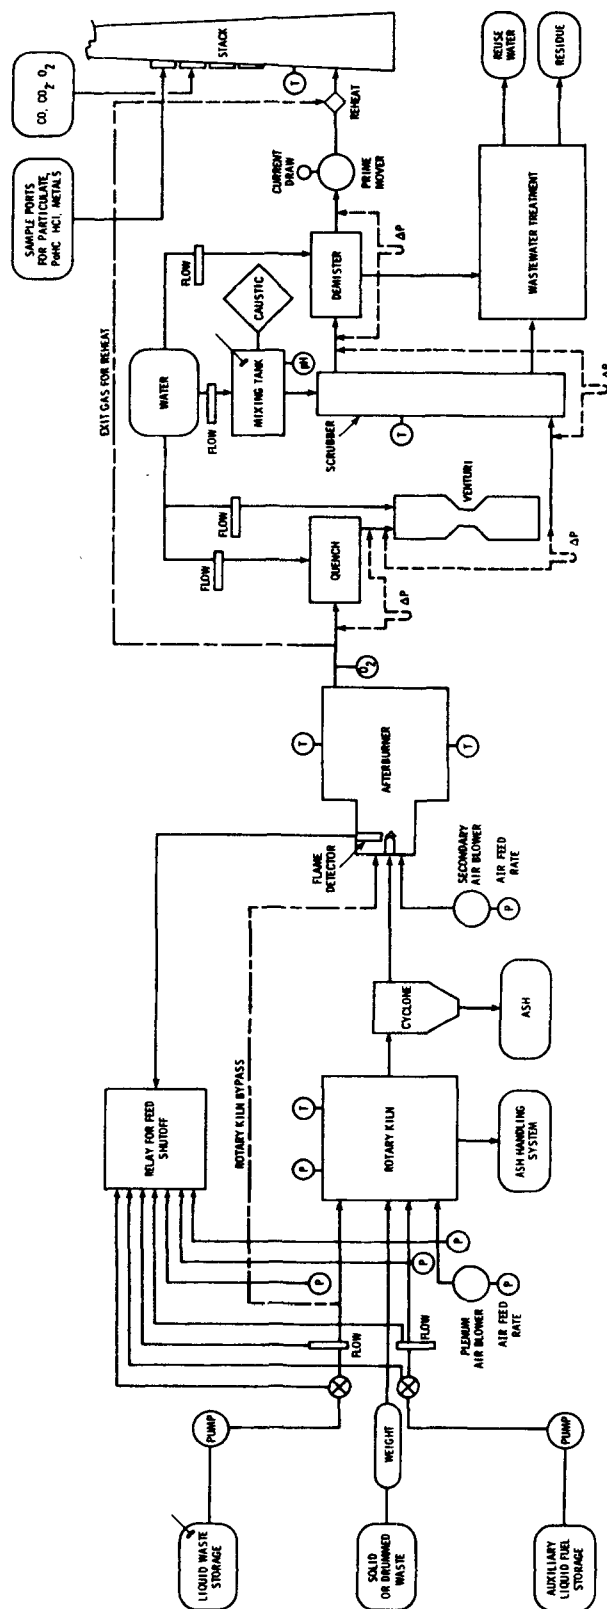 LIQUID WASTE
STORAGE
PUMP
SOLID
OR DRUMMED
WASTE
WEIGHT
AUXILIARY
LIQUID FUEL
STORAGE
PUMP
FLOW
FLOW
P
P
P
PLENUM
AIR BLOWER
AIR FEED
RATE
P
RELAY FOR FEED
SHUTOFF
ROTARY KILN BYPASS
P
T
ROTARY KILN
ASH HANDLING
SYSTEM
CYCLONE
ASH
SECONDARY
AIR BLOWER
AIR FEED
RATE
P
FLAME
DETECTOR
T
AFTERBURNER
T
O2
EXIT GAS FOR REHEAT
FLOW
FLOW
QUENCH
ΔP
VENTURI
ΔP
WATER
FLOW
FLOW
MIXING TANK
CAUSTIC
pH
SCRUBBER
T
ΔP
DEMISTER
ΔP
CURRENT
DRAW
PRIME
MOVER
REHEAT
WASTEWATER TREATMENT
REUSE
WATER
RESIDUE
SAMPLE PORTS
FOR PARTICULATE,
PoHC HCl, METALS
CO, CO2, O2
T
STACK